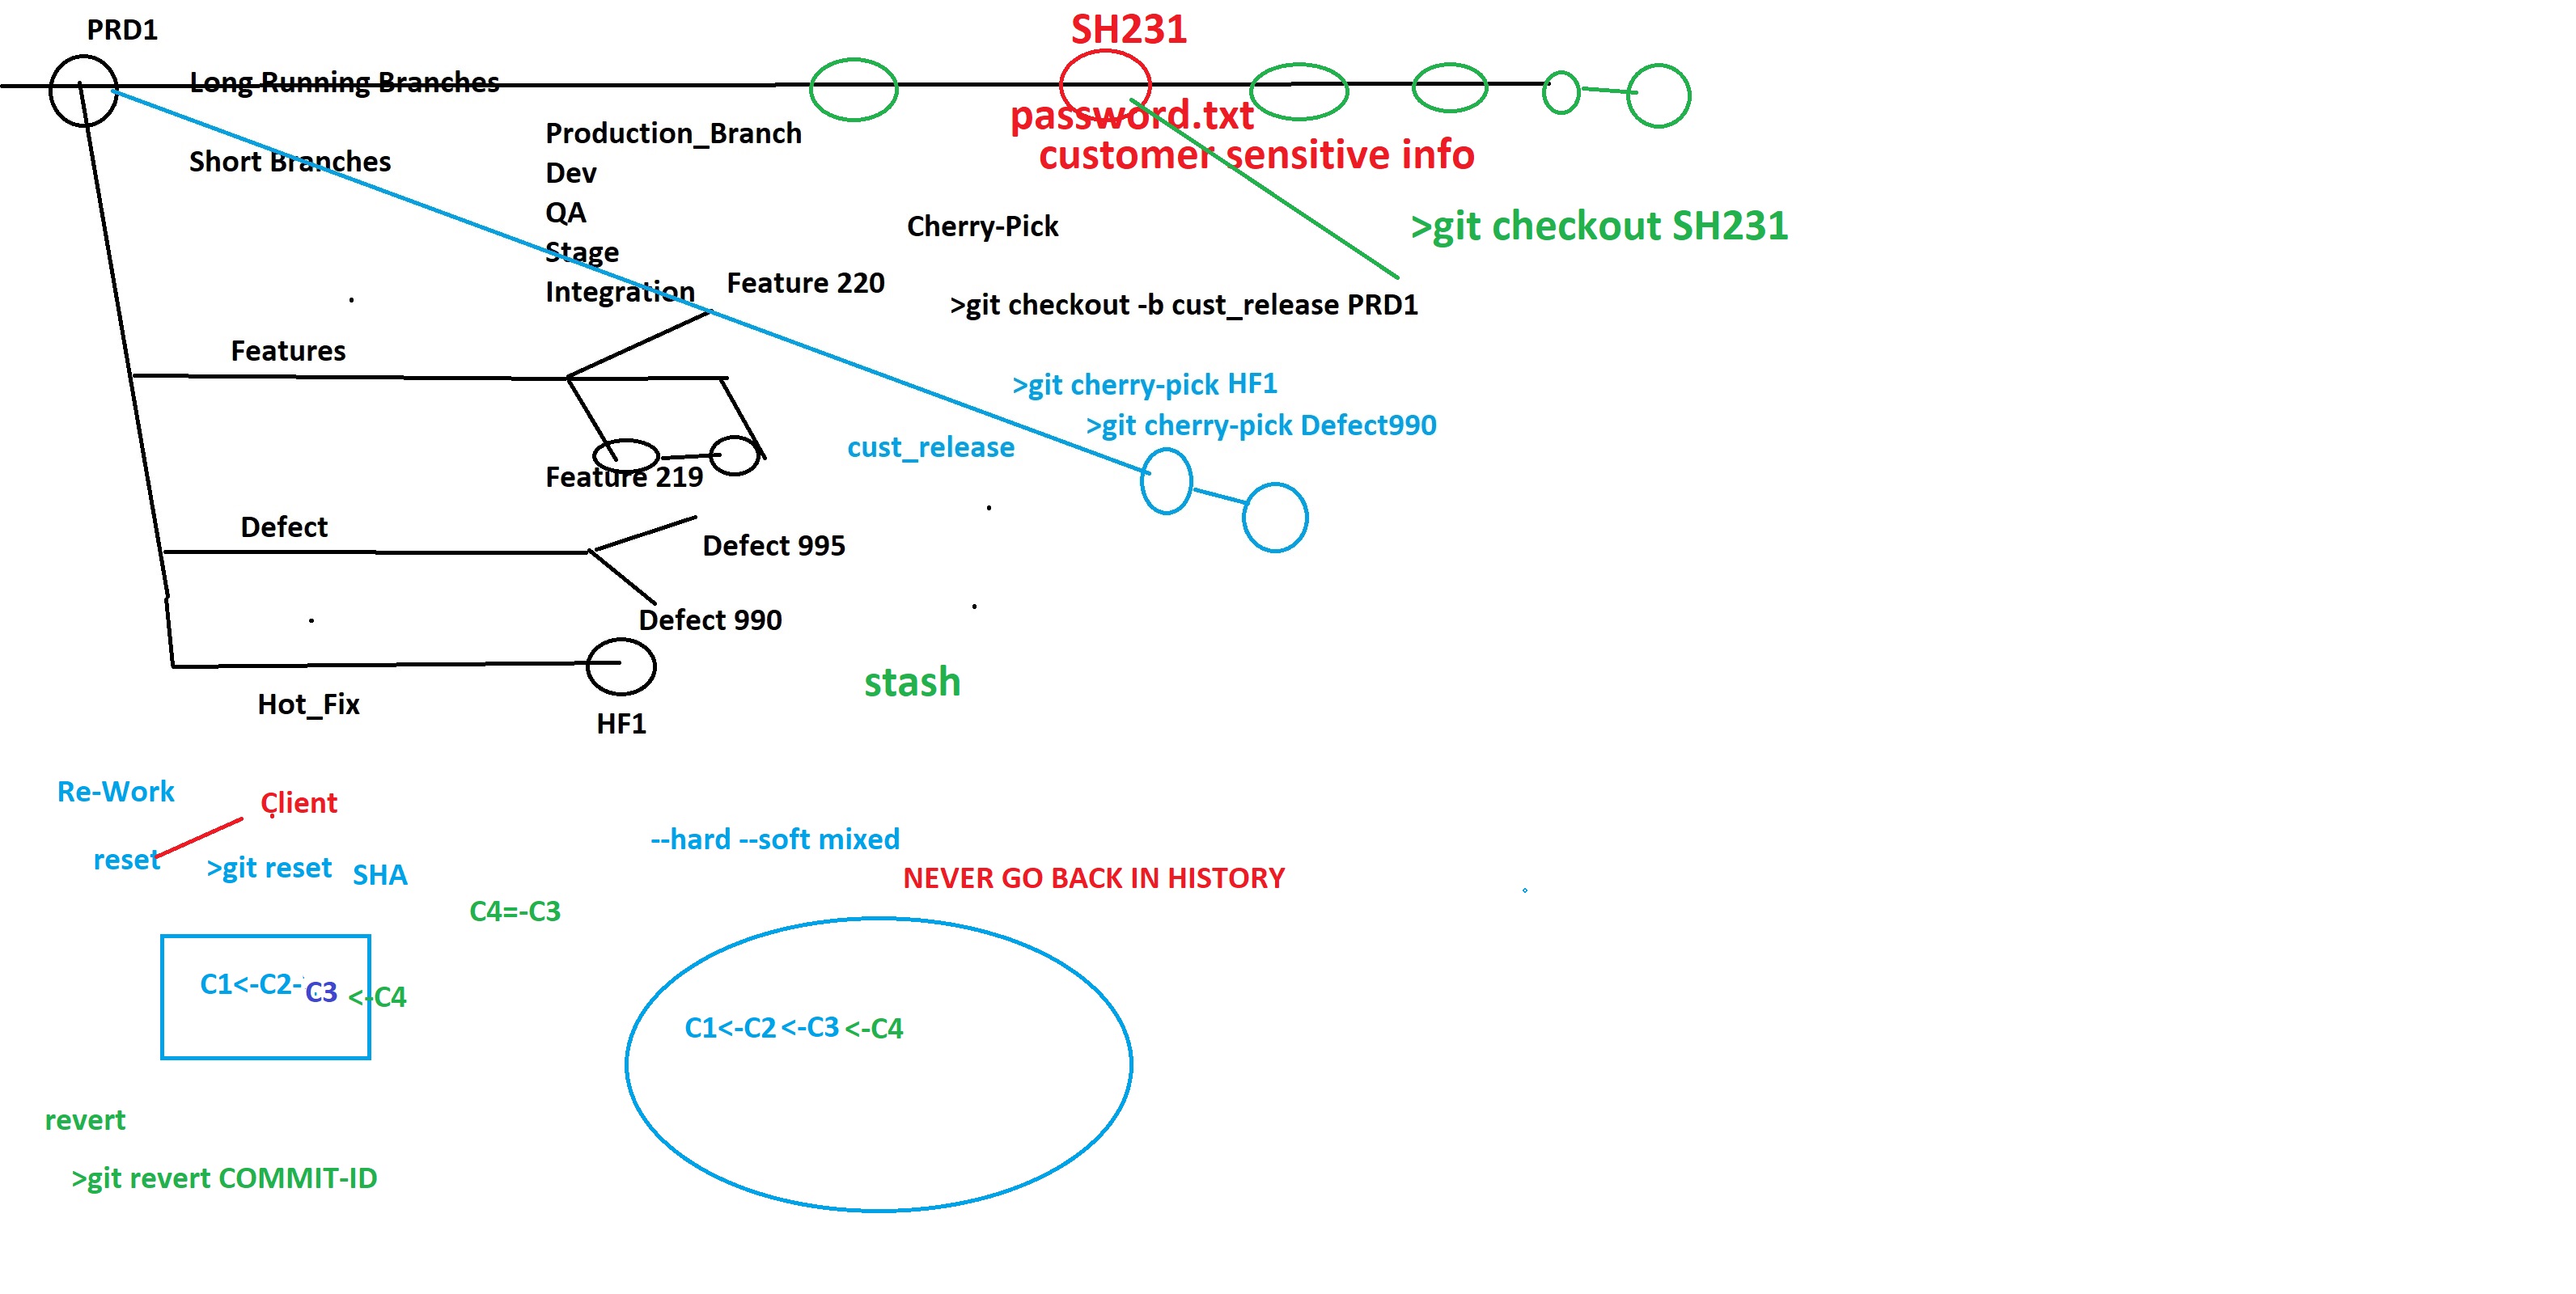 PRD1
SH231
Long Running Branches
password.txt
Production_Branch
customer sensitive info
Short Branches
Dev
QA
Cherry-Pick
>git checkout SH231
Stage
Integration
Feature 220
>git checkout -b cust_release PRD1
Features
>git cherry-pick HF1
>git cherry-pick Defect990
cust_release
Feature 219
Defect
Defect 995
Defect 990
stash
Hot_Fix
HF1
Re-Work
Client
--hard --soft mixed
reset
>git reset SHA
NEVER GO BACK IN HISTORY
C4=-C3
C1<-C2-C3 <-C4
C1<-C2 <-C3 <-C4
revert
>git revert COMMIT-ID